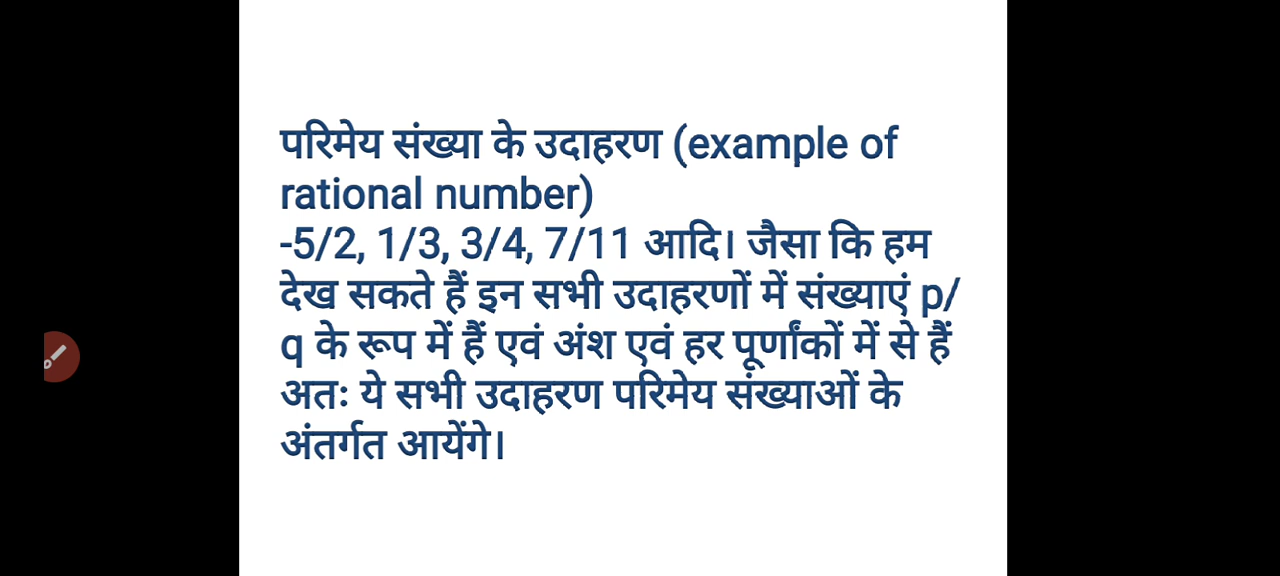 परिमेय संख्या के उदाहरण (example of
rational number)
-5/2, 1/3, 3/4, 7/11 आदि। जैसा कि हम
देख सकते हैं इन सभी उदाहरणों में संख्याएं p/
q के रूप में हैं एवं अंश एवं हर पूर्णांकों में से हैं
अतः ये सभी उदाहरण परिमेय संख्याओं के
अंतर्गत आयेंगे।